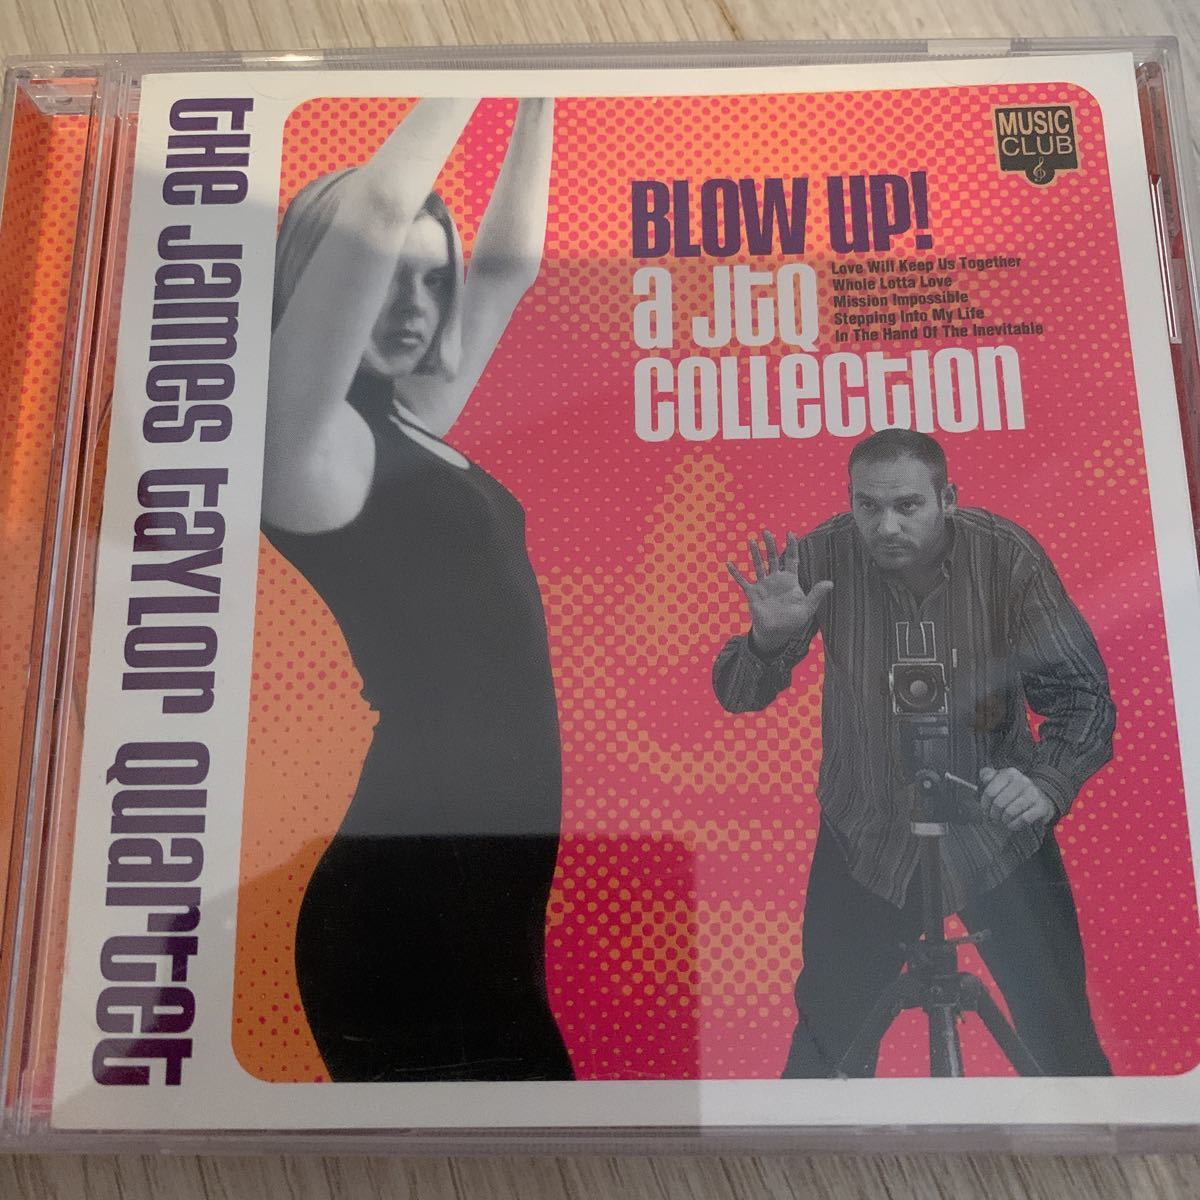 the James taylor Quartet
MUSIC
CLUB
BLOW UP!
a JtQ
collection
Love Will Keep Us Together
Whole Lotta Love
Mission Impossible
Stepping Into My Life
In The Hand Of The Inevitable